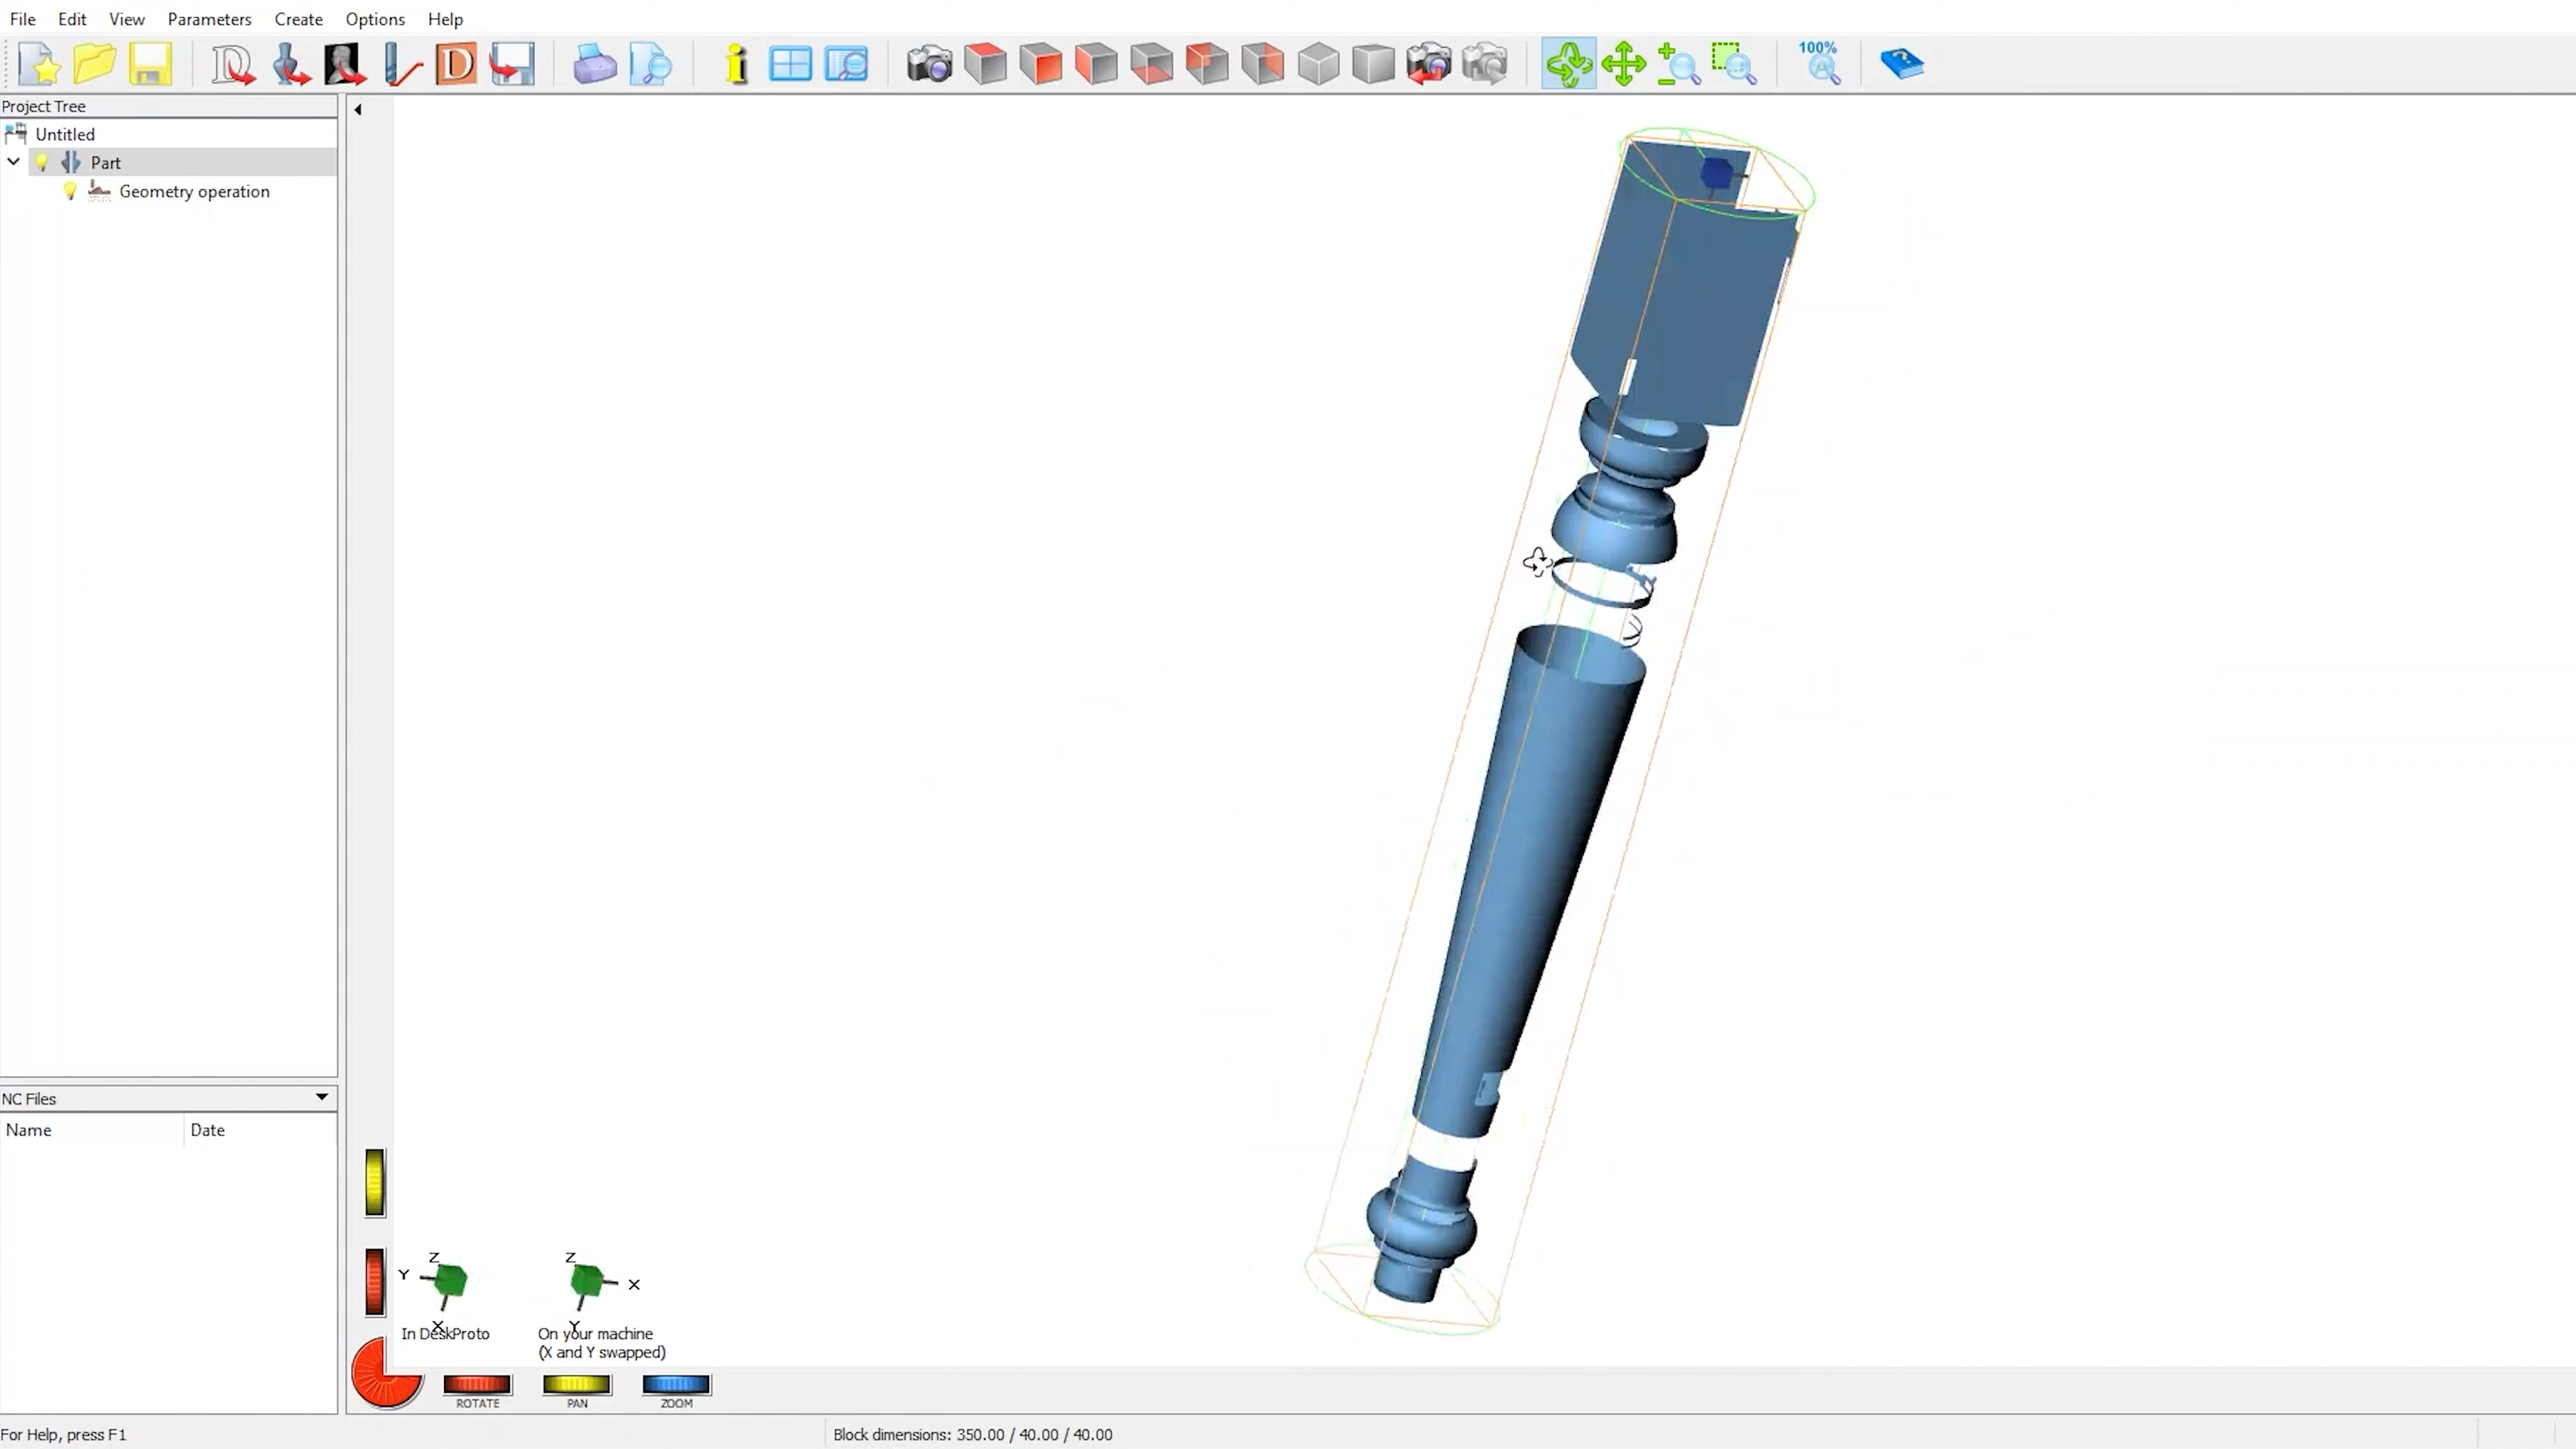 File Edit View Parameters Create Options Help
D
D
100%
A
Project Tree
Untitled
Part
Geometry operation
NC Files
Name Date
Z
Y
X
In DeskProto
Z
X
Y
On your machine
(X and Y swapped)
ROTATE PAN ZOOM
For Help, press F1
Block dimensions: 350.00 / 40.00 / 40.00